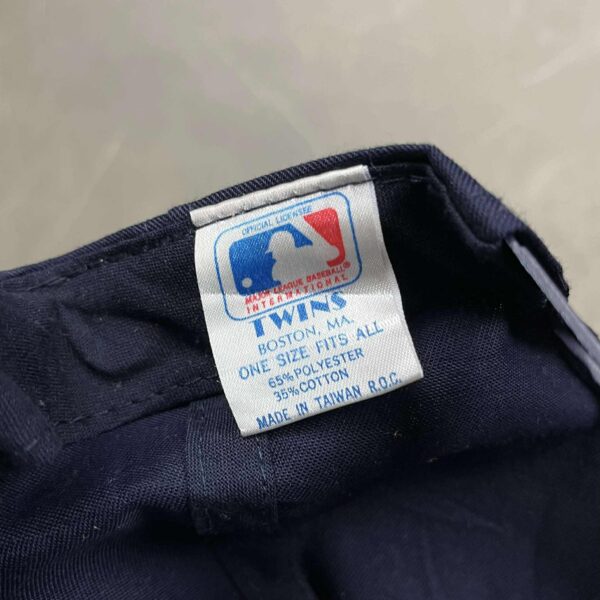 OFFICIAL LICENSEE
MAJOR LEAGUE BASEBALL®
INTERNATIONAL
TWINS
BOSTON, MA.
ONE SIZE FITS ALL
65% POLYESTER
35% COTTON
MADE IN TAIWAN R.O.C.